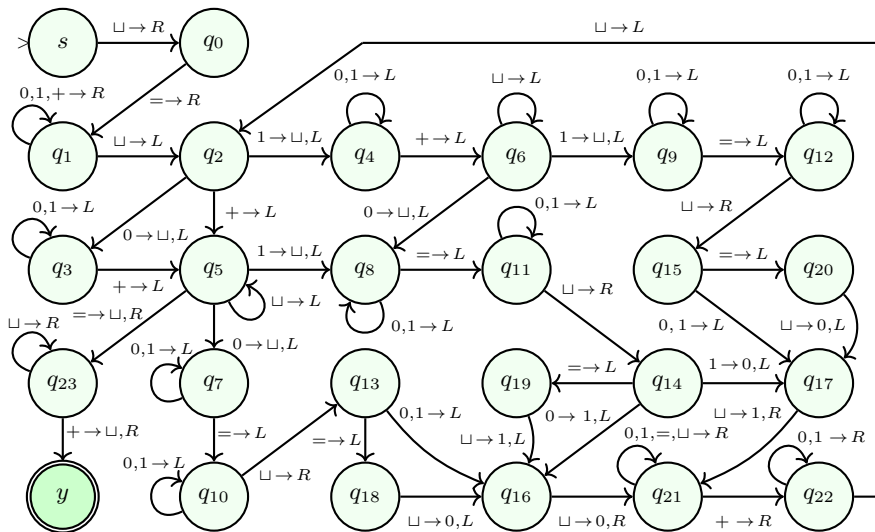 ⊔→R ⊔→L
> s q₀
0,1→L ⊔→L 0,1→L 0,1→L
0,1,+→R =→R
q₁ ⊔→L q₂ 1→⊔,L q₄ +→L q₆ 1→⊔,L q₉ =→L q₁₂
0,1→L 0→⊔,L +→L 0→⊔,L 0,1→L ⊔→R
q₃ +→L q₅ 1→⊔,L q₈ =→L q₁₁ q₁₅ =→L q₂₀
⊔→R =→⊔,R ⊔→L 0,1→L ⊔→R
0,1→L 0→⊔,L 0,1→L ⊔→0,L
q₂₃ q₇ q₁₃ q₁₉ =→L q₁₄ 1→0,L q₁₇
+→⊔,R =→L =→L 0,1→L ⊔→1,L 0→1,L ⊔→1,R
0,1→L ⊔→R 0,1,=,⊔→R 0,1→R
y q₁₀ q₁₈ ⊔→0,L q₁₆ ⊔→0,R q₂₁ +→R q₂₂